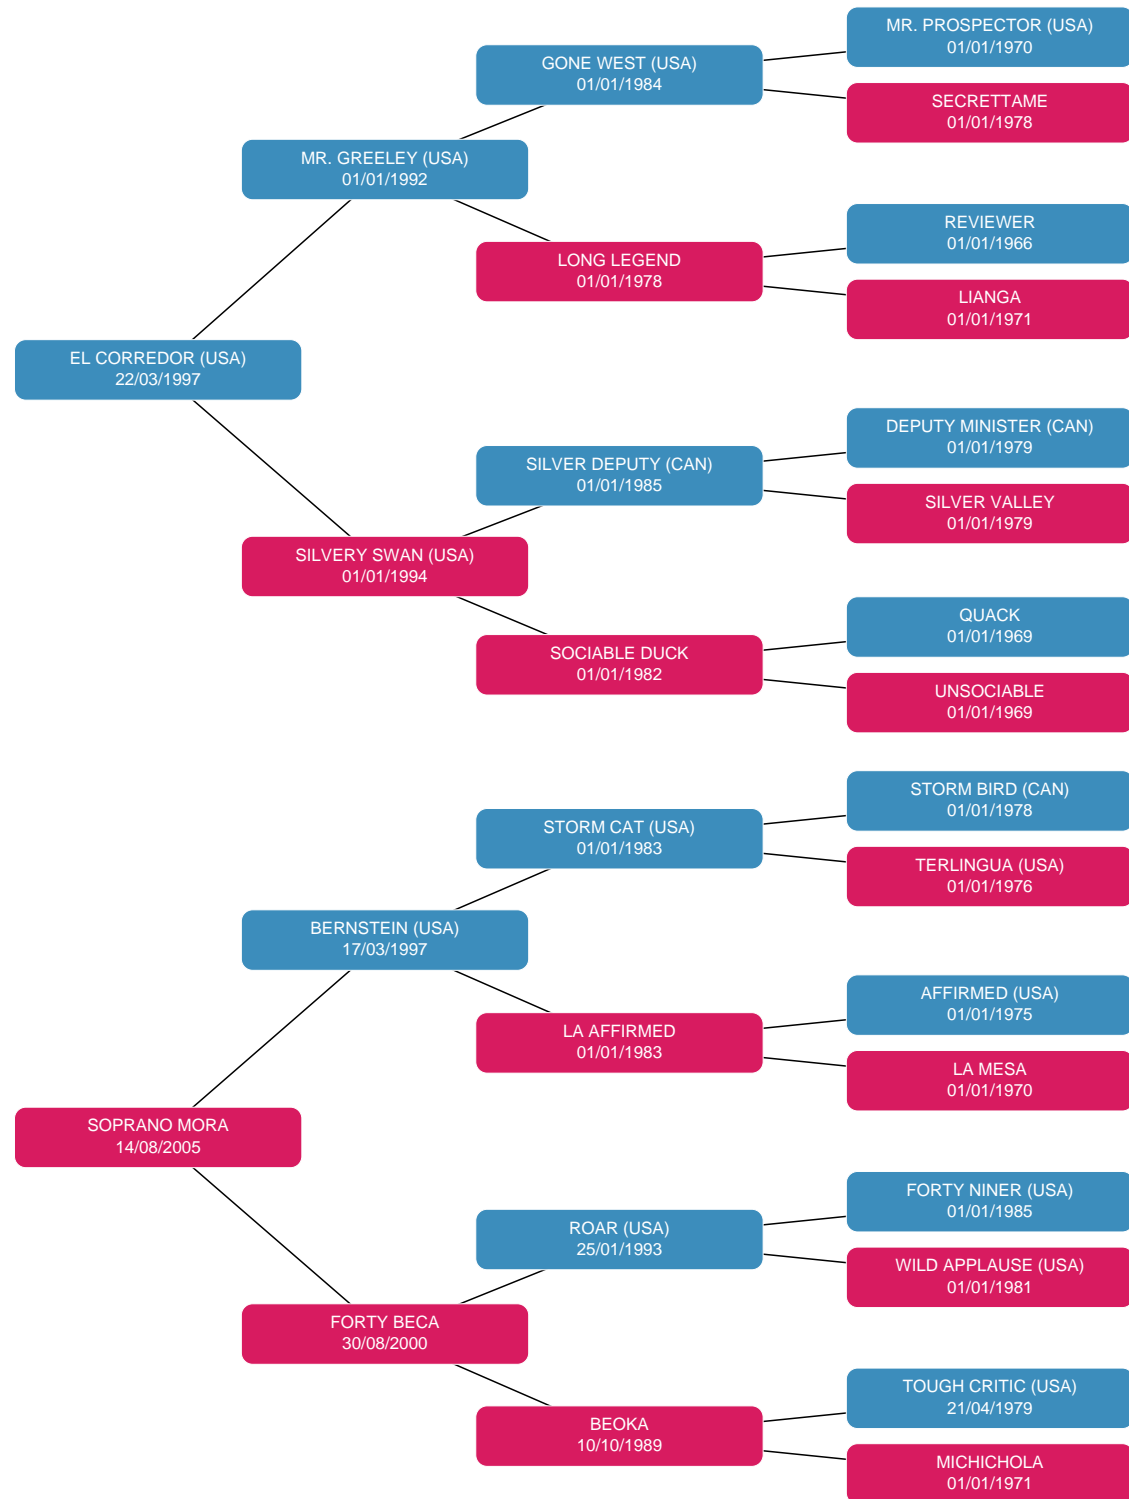 MR. PROSPECTOR (USA)
01/01/1970
GONE WEST (USA)
01/01/1984
SECRETTAME
01/01/1978
MR. GREELEY (USA)
01/01/1992
REVIEWER
01/01/1966
LONG LEGEND
01/01/1978
LIANGA
01/01/1971
EL CORREDOR (USA)
22/03/1997
DEPUTY MINISTER (CAN)
01/01/1979
SILVER DEPUTY (CAN)
01/01/1985
SILVER VALLEY
01/01/1979
SILVERY SWAN (USA)
01/01/1994
QUACK
01/01/1969
SOCIABLE DUCK
01/01/1982
UNSOCIABLE
01/01/1969
STORM BIRD (CAN)
01/01/1978
STORM CAT (USA)
01/01/1983
TERLINGUA (USA)
01/01/1976
BERNSTEIN (USA)
17/03/1997
AFFIRMED (USA)
01/01/1975
LA AFFIRMED
01/01/1983
LA MESA
01/01/1970
SOPRANO MORA
14/08/2005
FORTY NINER (USA)
01/01/1985
ROAR (USA)
25/01/1993
WILD APPLAUSE (USA)
01/01/1981
FORTY BECA
30/08/2000
TOUGH CRITIC (USA)
21/04/1979
BEOKA
10/10/1989
MICHICHOLA
01/01/1971